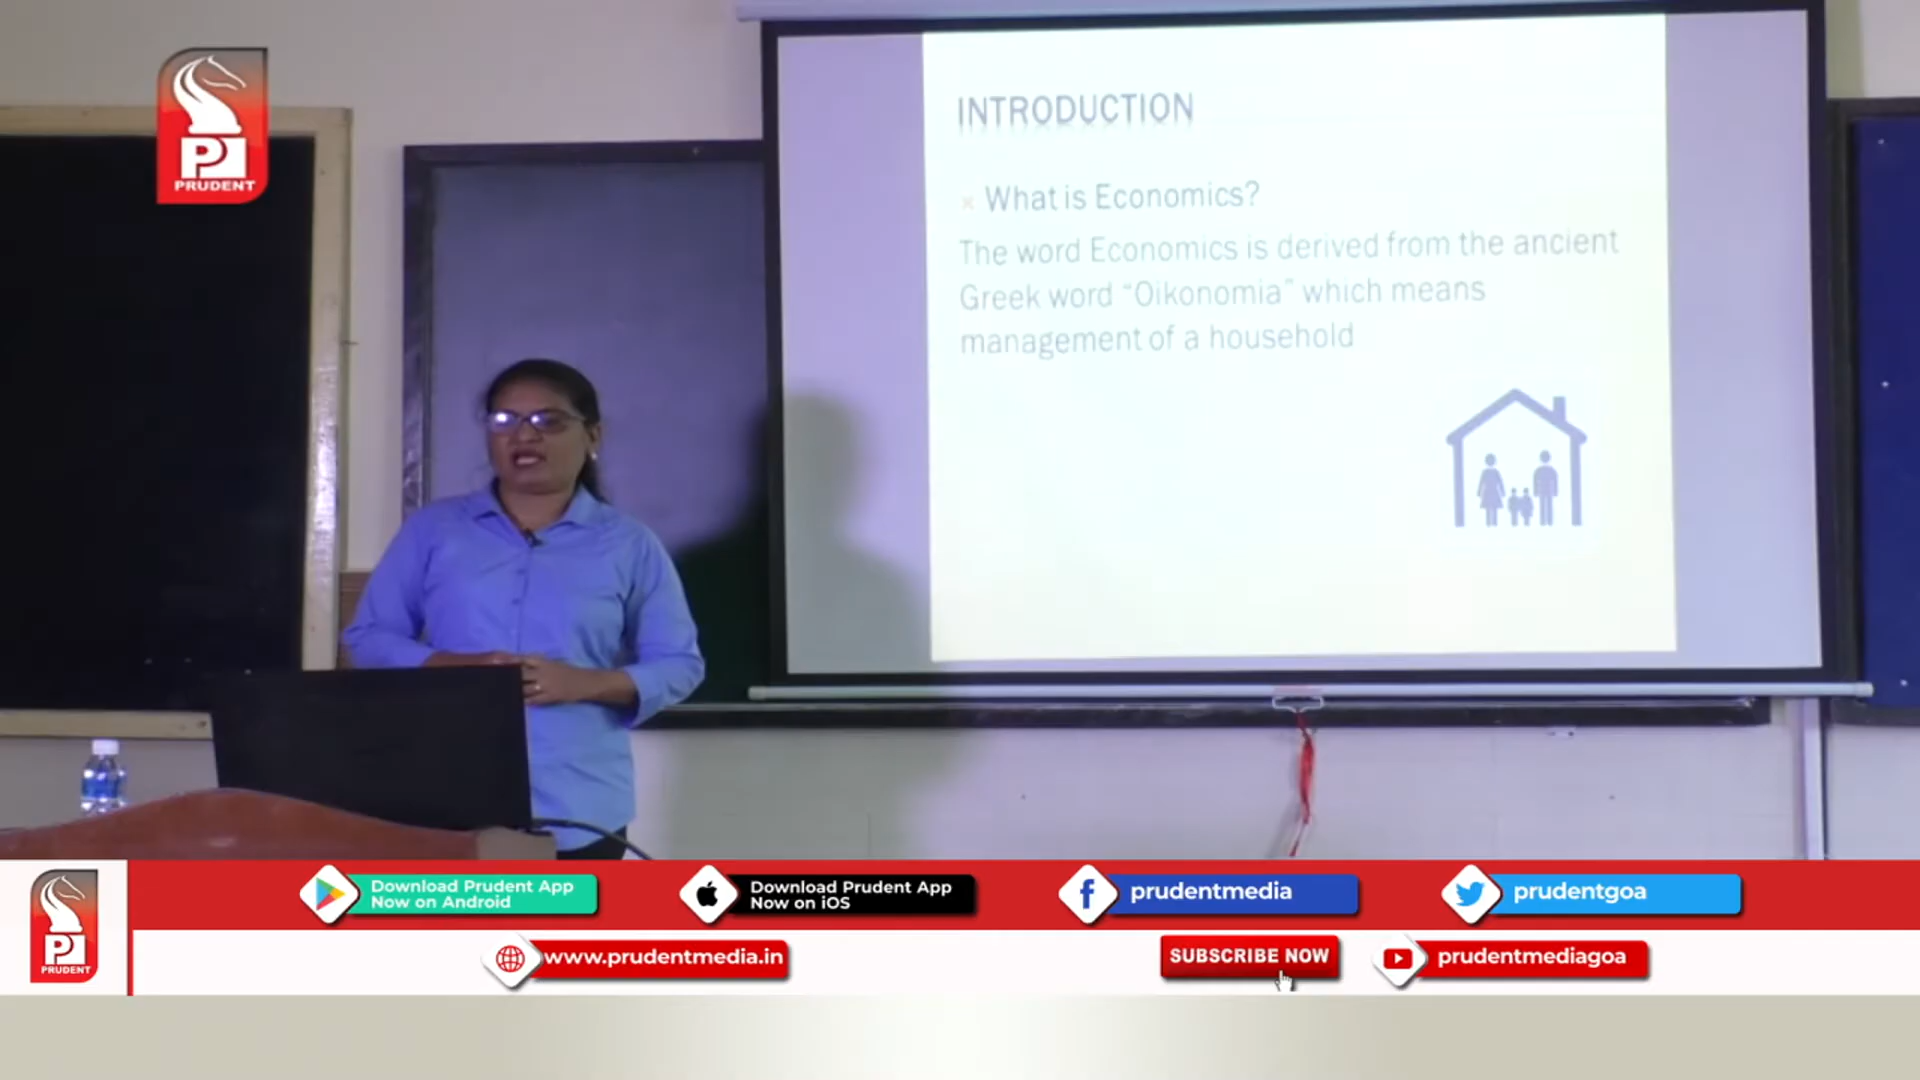 PRUDENT
INTRODUCTION
What is Economics?
The word Economics is derived from the ancient
Greek word “Oikonomia” which means
management of a household
PRUDENT
Download Prudent App
Now on Android
Download Prudent App
Now on iOS
prudentmedia
prudentgoa
www.prudentmedia.in
SUBSCRIBE NOW
prudentmediagoa